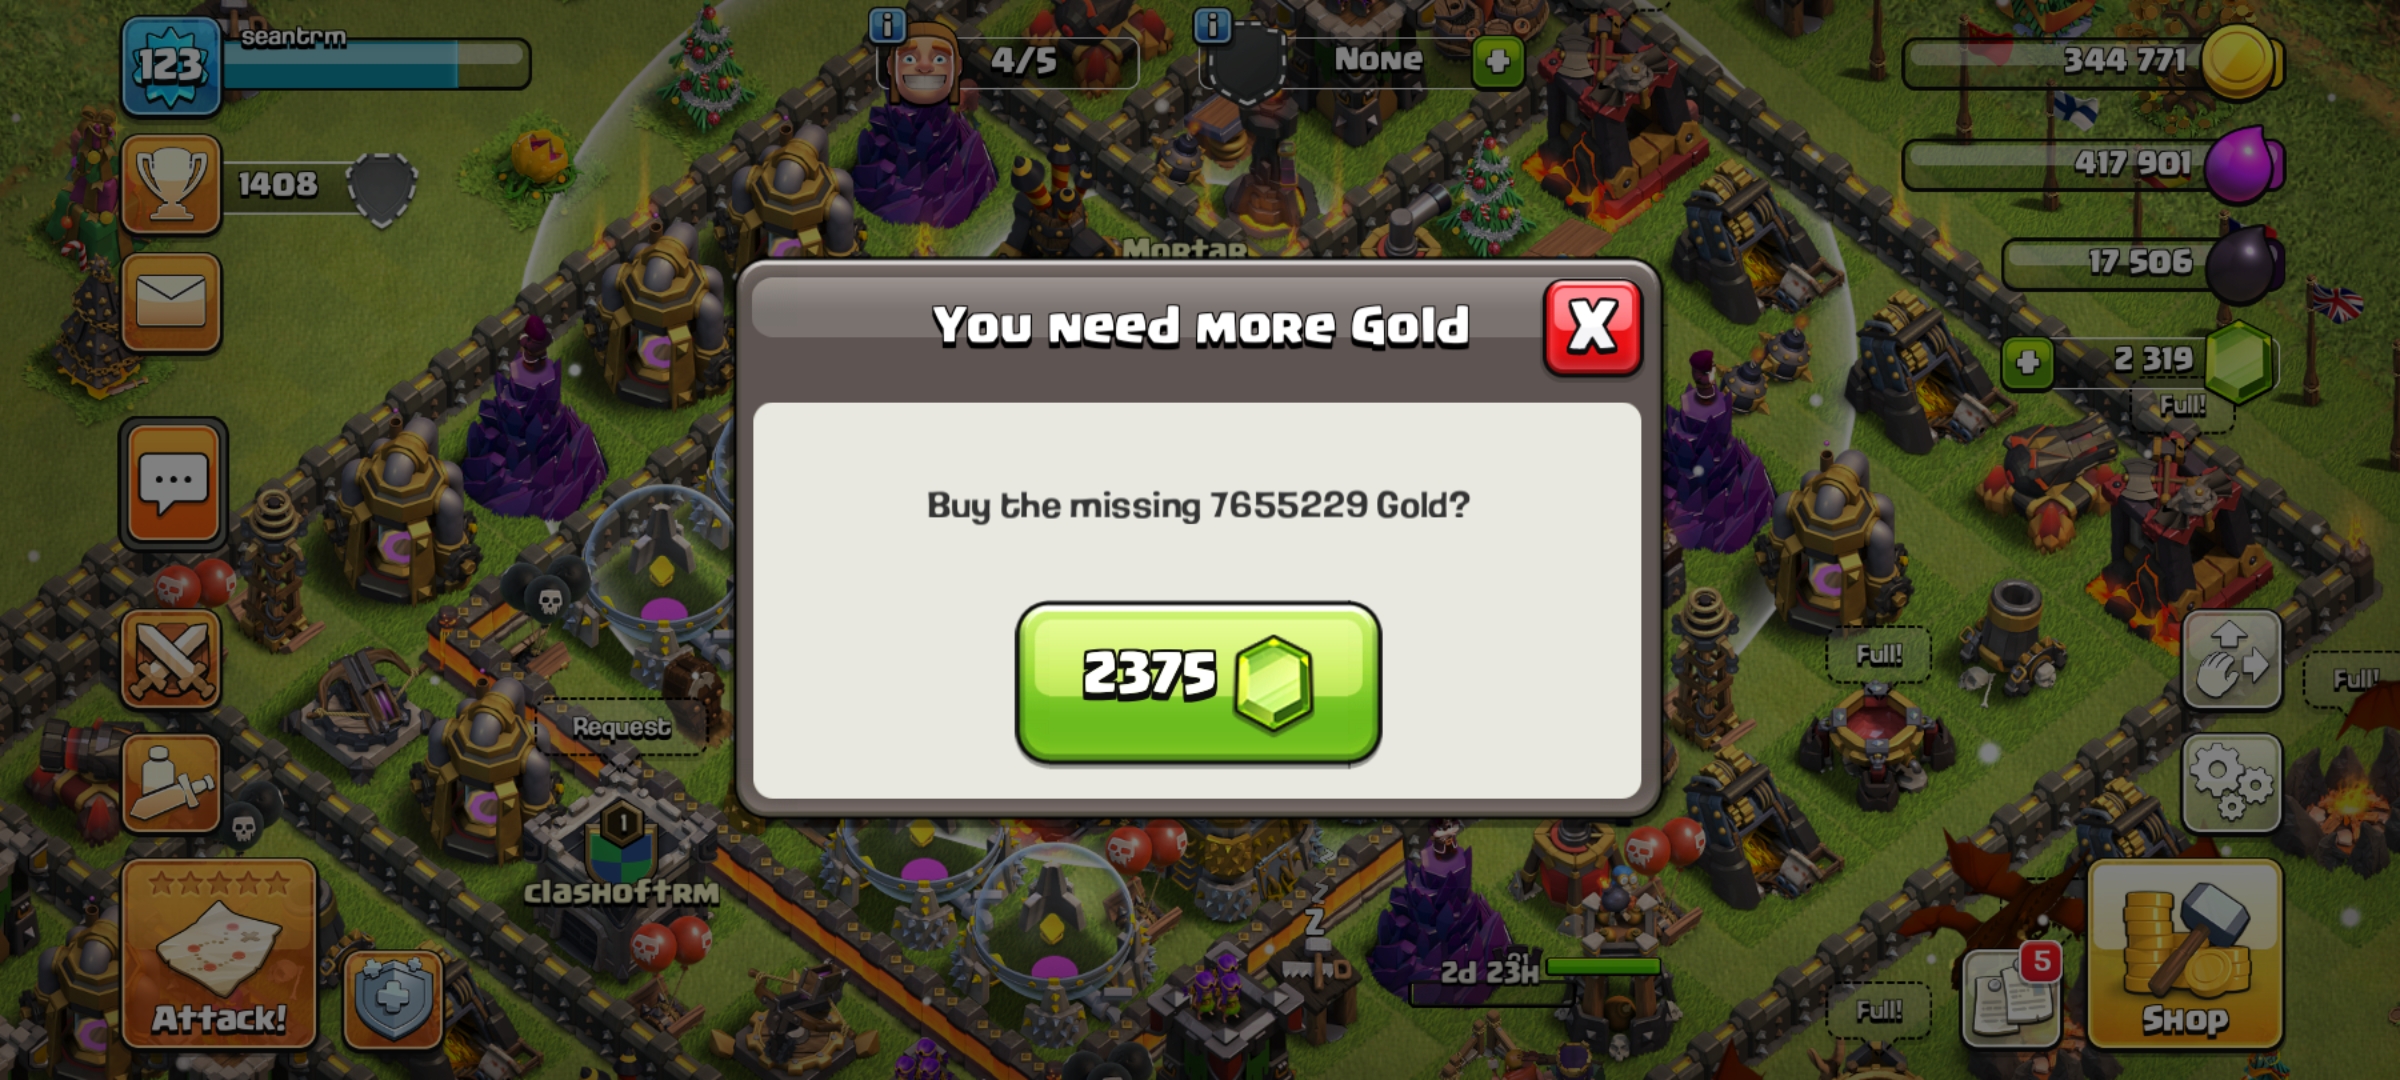 seantrm
123
4/5
None
344 771
1408
417 901
Mortar
17 506
You need more Gold
X
2 319
Full!
Buy the missing 7655229 Gold?
2375
Full!
Full!
Request
1
clashoftrm
Z
Z
2d 23H
5
Attack!
Full!
Shop